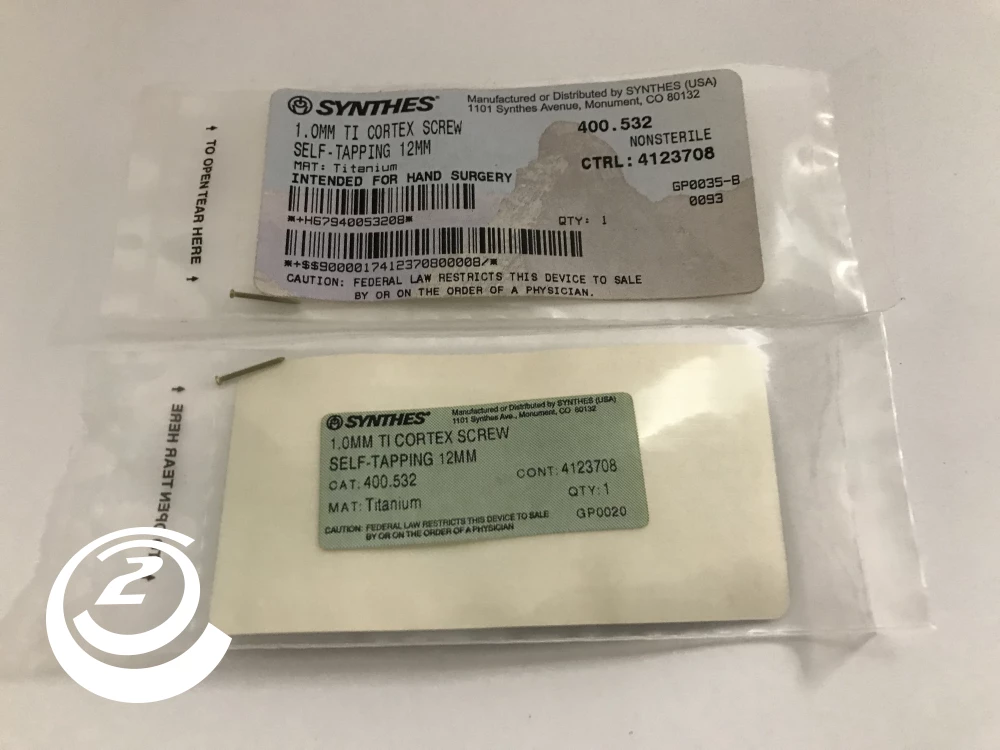 SYNTHES®
Manufactured or Distributed by SYNTHES (USA)
1101 Synthes Avenue, Monument, CO 80132
1.0MM TI CORTEX SCREW
SELF-TAPPING 12MM
MAT: Titanium
INTENDED FOR HAND SURGERY
400.532
NONSTERILE
CTRL: 4123708
GP0035-B
0093
*+H67940053208*
QTY: 1
*+$$9000017412370800008/*
CAUTION: FEDERAL LAW RESTRICTS THIS DEVICE TO SALE
BY OR ON THE ORDER OF A PHYSICIAN.
TO OPEN TEAR HERE
SYNTHES®
Manufactured or Distributed by SYNTHES (USA)
1101 Synthes Ave., Monument, CO 80132
1.0MM TI CORTEX SCREW
SELF-TAPPING 12MM
CAT: 400.532
CONT: 4123708
MAT: Titanium
QTY: 1
GP0020
CAUTION: FEDERAL LAW RESTRICTS THIS DEVICE TO SALE
BY OR ON THE ORDER OF A PHYSICIAN
TO OPEN TEAR HERE
2